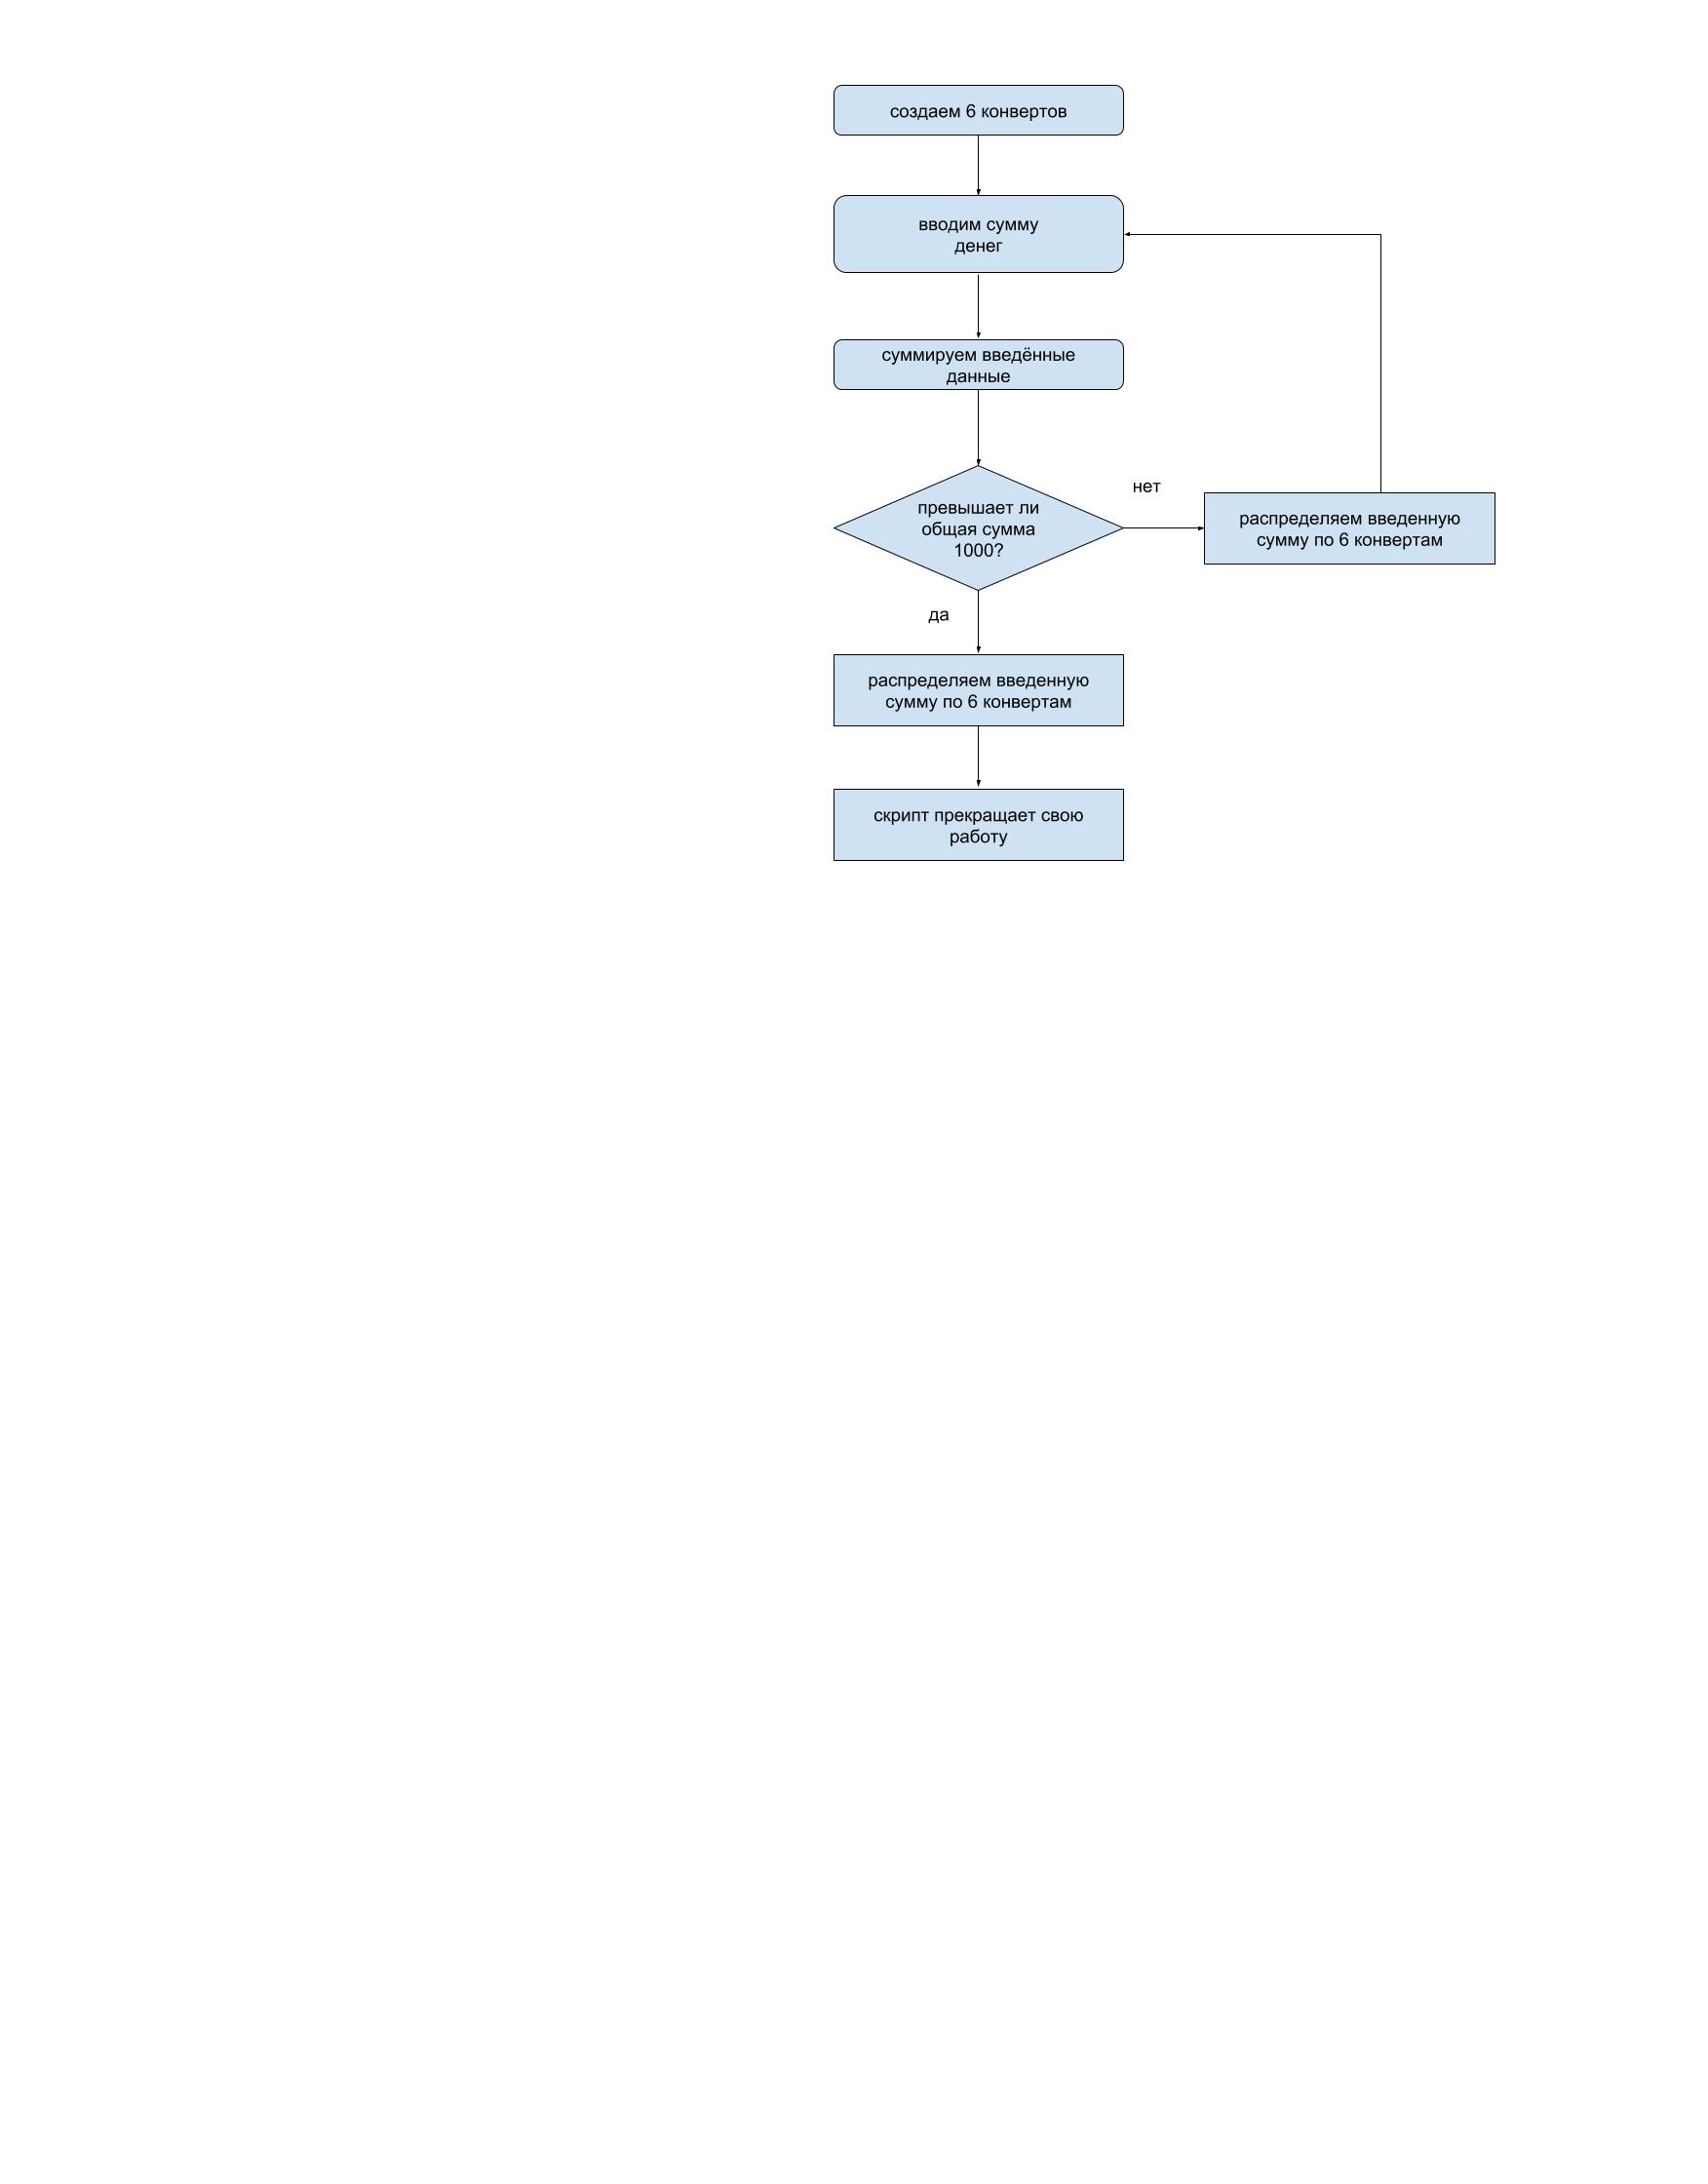 создаем 6 конвертов
вводим сумму
денег
суммируем введённые
данные
превышает ли
общая сумма
1000?
нет
распределяем введенную
сумму по 6 конвертам
да
распределяем введенную
сумму по 6 конвертам
скрипт прекращает свою
работу